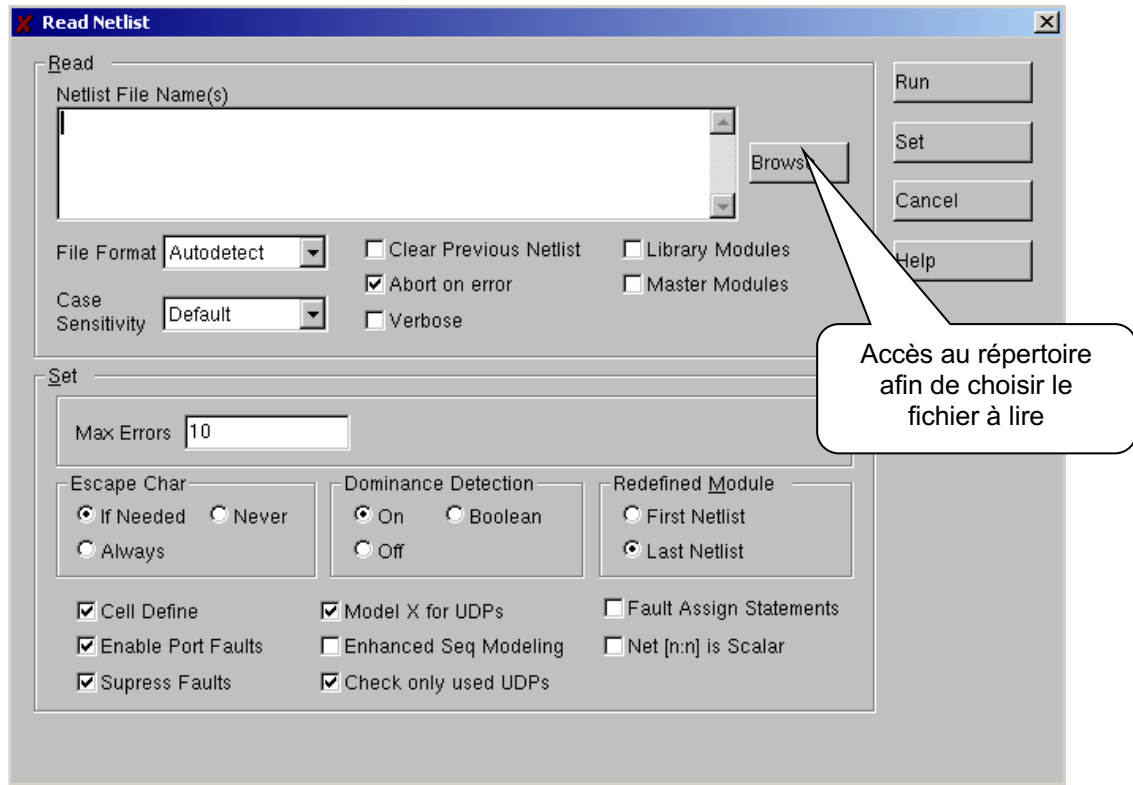 Read Netlist
Read
Netlist File Name(s)
Run
Set
Cancel
Help
File Format Autodetect
Clear Previous Netlist
Library Modules
Abort on error
Master Modules
Case
Sensitivity Default
Verbose
Accès au répertoire
afin de choisir le
fichier à lire
Set
Max Errors 10
Escape Char
If Needed Never
Always
Dominance Detection
On Boolean
Off
Redefined Module
First Netlist
Last Netlist
Cell Define
Model X for UDPs
Fault Assign Statements
Enable Port Faults
Enhanced Seq Modeling
Net [n:n] is Scalar
Supress Faults
Check only used UDPs